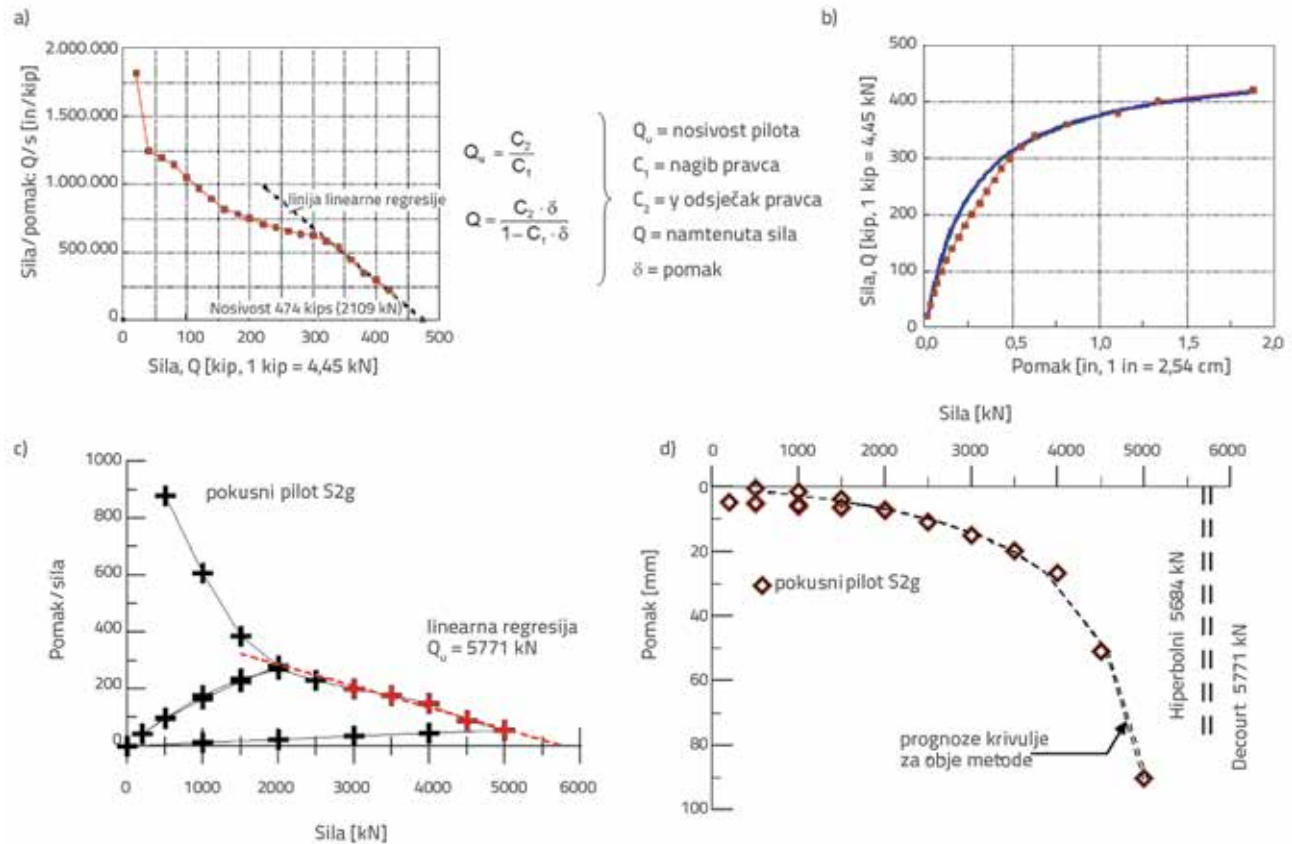 a)
2.000.000
1.500.000
1.000.000
500.000
0
Sila/pomak: Q/s [in/kip]
linija linearne regresije
Nosivost 474 kips (2109 kN)
0 100 200 300 400 500
Sila, Q [kip, 1 kip = 4,45 kN]
Qᵤ = C₂ / C₁
Q = C₂ · δ / 1 – C₁ · δ
Qᵤ = nosivost pilota
C₁ = nagib pravca
C₂ = y odsječak pravca
Q = namtenuta sila
δ = pomak
b)
500
400
300
200
100
0
Sila, Q [kip, 1 kip = 4,45 kN]
0,0 0,5 1,0 1,5 2,0
Pomak [in, 1 in = 2,54 cm]
c)
1000
800
600
400
200
0
Pomak/sila
pokusni pilot S2g
linearna regresija
Qᵤ = 5771 kN
0 1000 2000 3000 4000 5000 6000
Sila [kN]
d)
Sila [kN]
0 1000 2000 3000 4000 5000 6000
0
20
40
60
80
100
Pomak [mm]
pokusni pilot S2g
prognoze krivulje
za obje metode
Hiperbolni 5684 kN
Decourt 5771 kN